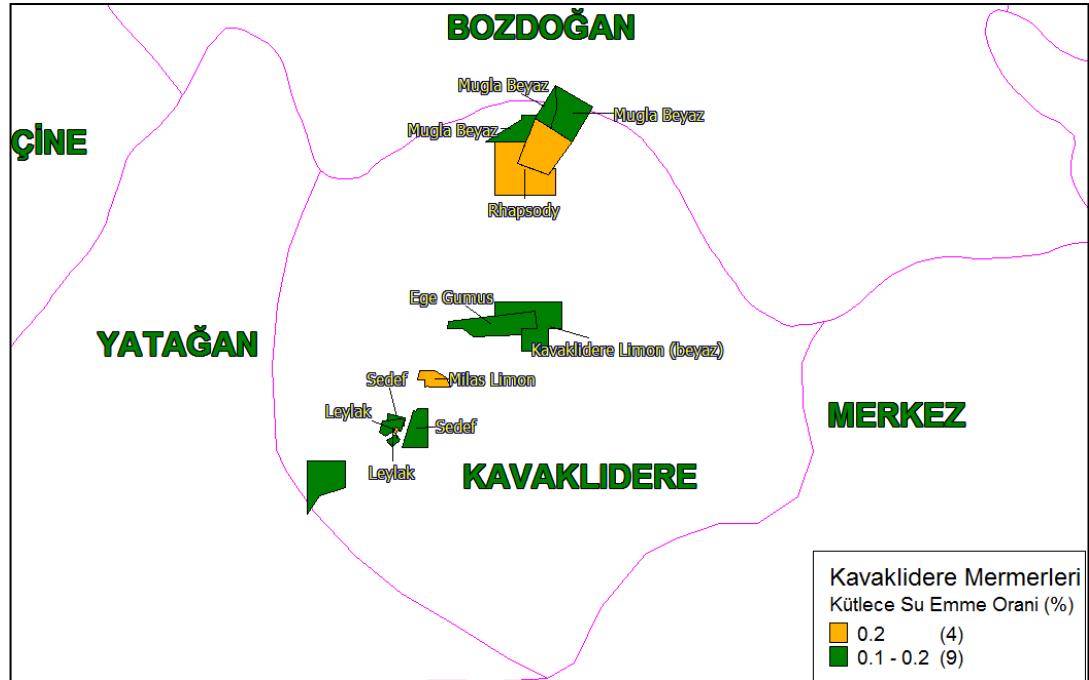 BOZDOĞAN
Mugla Beyaz
Mugla Beyaz
Mugla Beyaz
ÇİNE
Rhapsody
Ege Gumus
YATAĞAN
Kavaklidere Limon (beyaz)
Sedef
Milas Limon
Leylak
Sedef
MERKEZ
Leylak
KAVAKLIDERE
Kavaklidere Mermerleri
Kütlece Su Emme Orani (%)
0.2 (4)
0.1 - 0.2 (9)